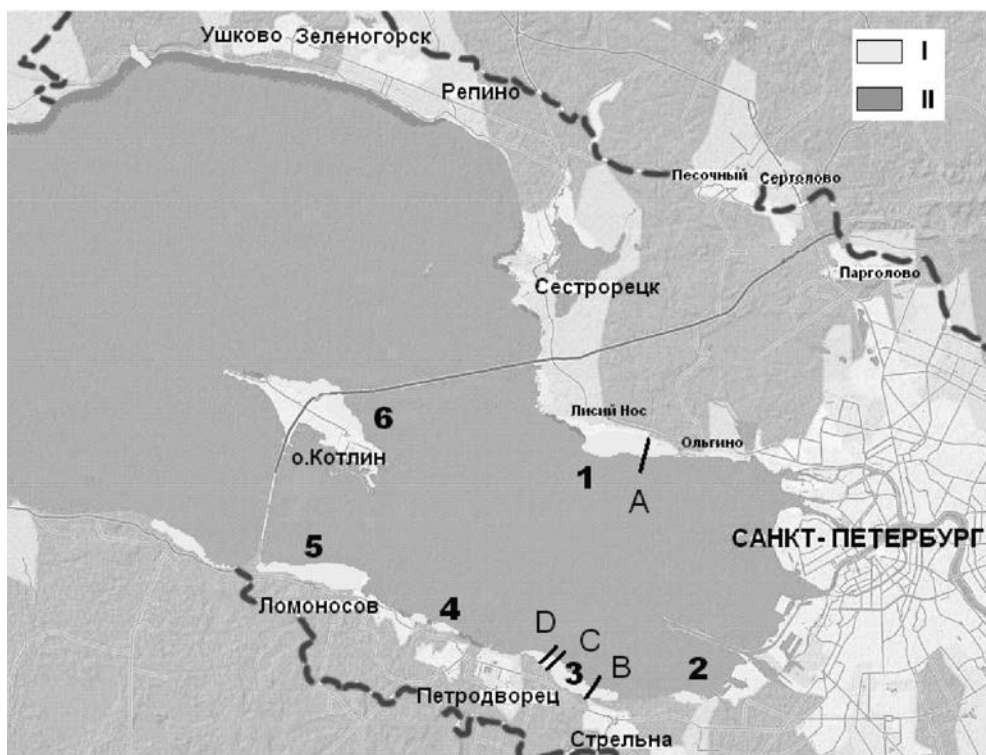 Ушково Зеленогорск
I
Репино
II
Песочный
Сертолово
Парголово
Сестрорецк
Лисий Нос
6
Ольгино
о.Котлин
1
A
САНКТ-ПЕТЕРБУРГ
5
Ломоносов
4
D
C
3
B
2
Петродворец
Стрельна